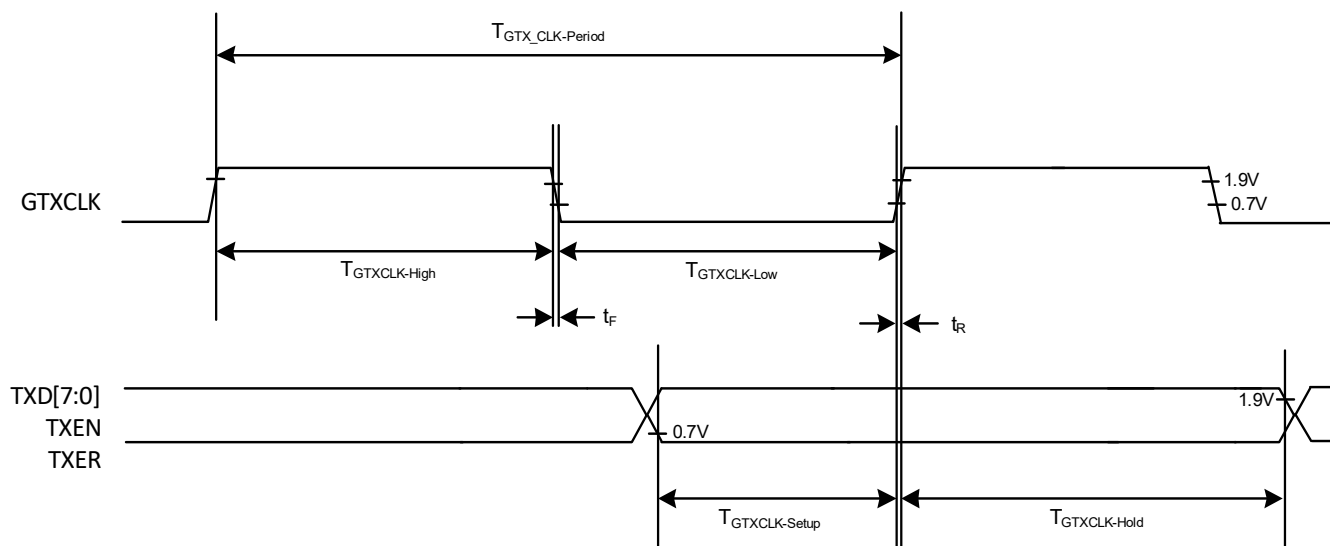 TGTX_CLK-Period
GTXCLK
1.9V
0.7V
TGTXCLK-High
TGTXCLK-Low
tF
tR
TXD[7:0]
TXEN
TXER
0.7V
1.9V
TGTXCLK-Setup
TGTXCLK-Hold